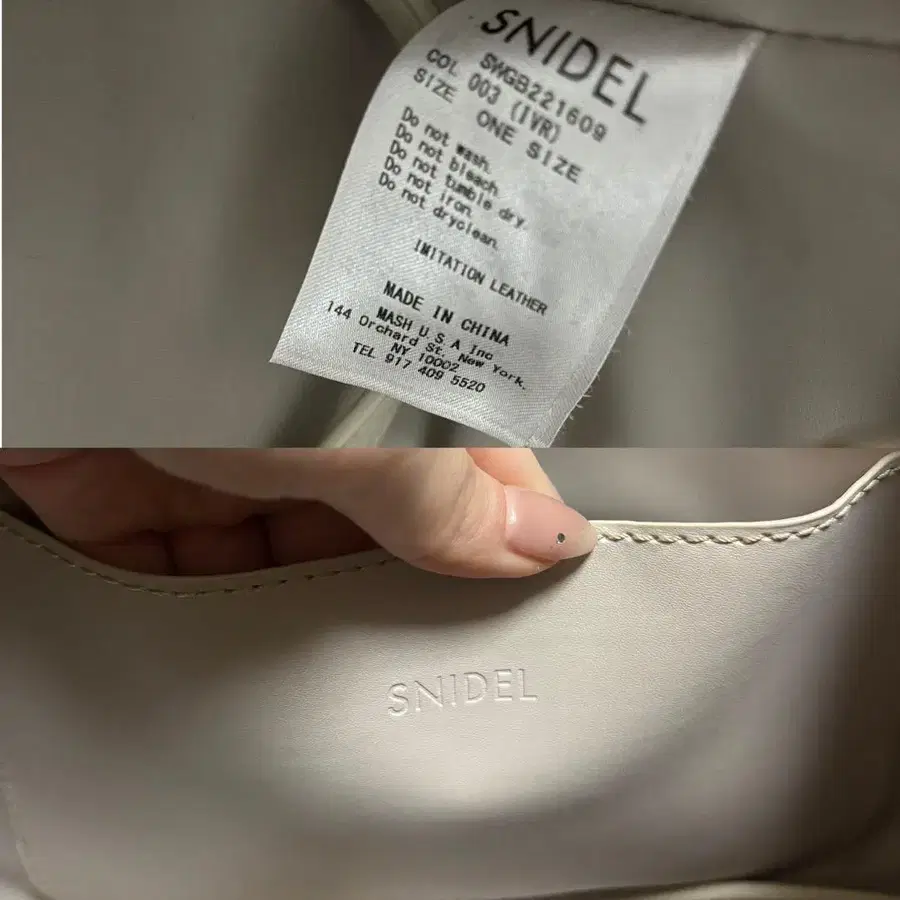 SNIDEL
SWGB221609
COL 003 (IVR)
SIZE ONE SIZE
Do not wash.
Do not bleach.
Do not tumble dry.
Do not iron.
Do not dryclean.
IMITATION LEATHER
MADE IN CHINA
MASH U.S.A Inc
144 Orchard St. New York.
NY 10002
TEL 917 409 5520
SNIDEL